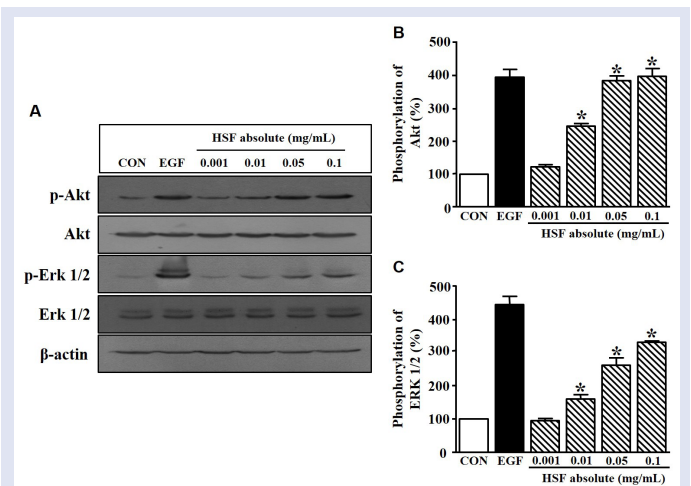 A
HSF absolute (mg/mL)
CON EGF 0.001 0.01 0.05 0.1
p-Akt
Akt
p-Erk 1/2
Erk 1/2
β-actin
B
Phosphorylation of
Akt (%)
500
400
300
200
100
0
* * *
CON EGF 0.001 0.01 0.05 0.1
HSF absolute (mg/mL)
C
Phosphorylation of
ERK 1/2 (%)
500
400
300
200
100
0
* * *
CON EGF 0.001 0.01 0.05 0.1
HSF absolute (mg/mL)